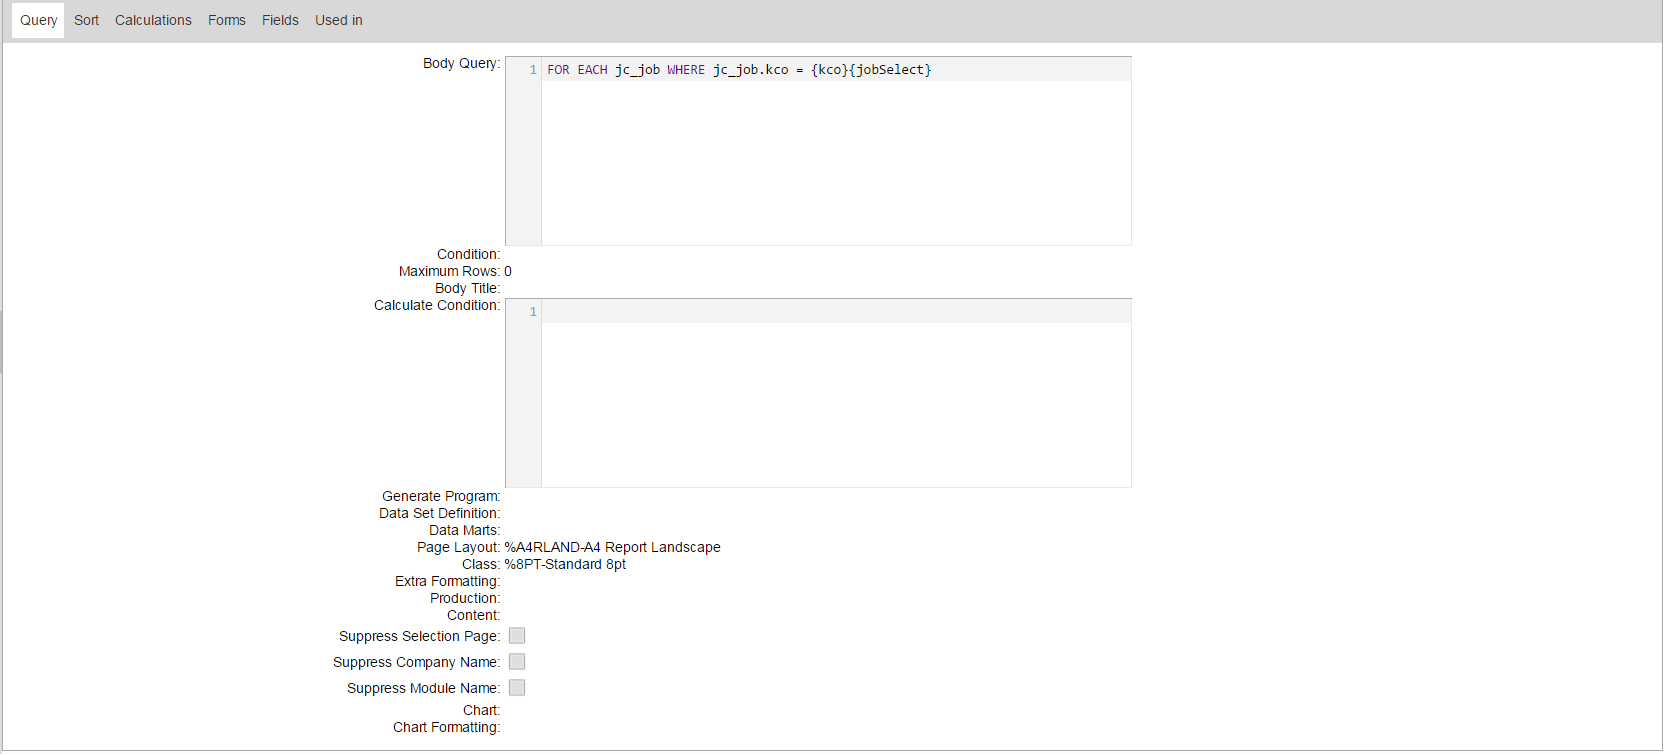 Query Sort Calculations Forms Fields Used in
Body Query:
1 FOR EACH jc_job WHERE jc_job.kco = {kco}{jobSelect}
Condition:
Maximum Rows: 0
Body Title:
Calculate Condition:
1
Generate Program:
Data Set Definition:
Data Marts:
Page Layout: %A4RLAND-A4 Report Landscape
Class: %8PT-Standard 8pt
Extra Formatting:
Production:
Content:
Suppress Selection Page:
Suppress Company Name:
Suppress Module Name:
Chart:
Chart Formatting: